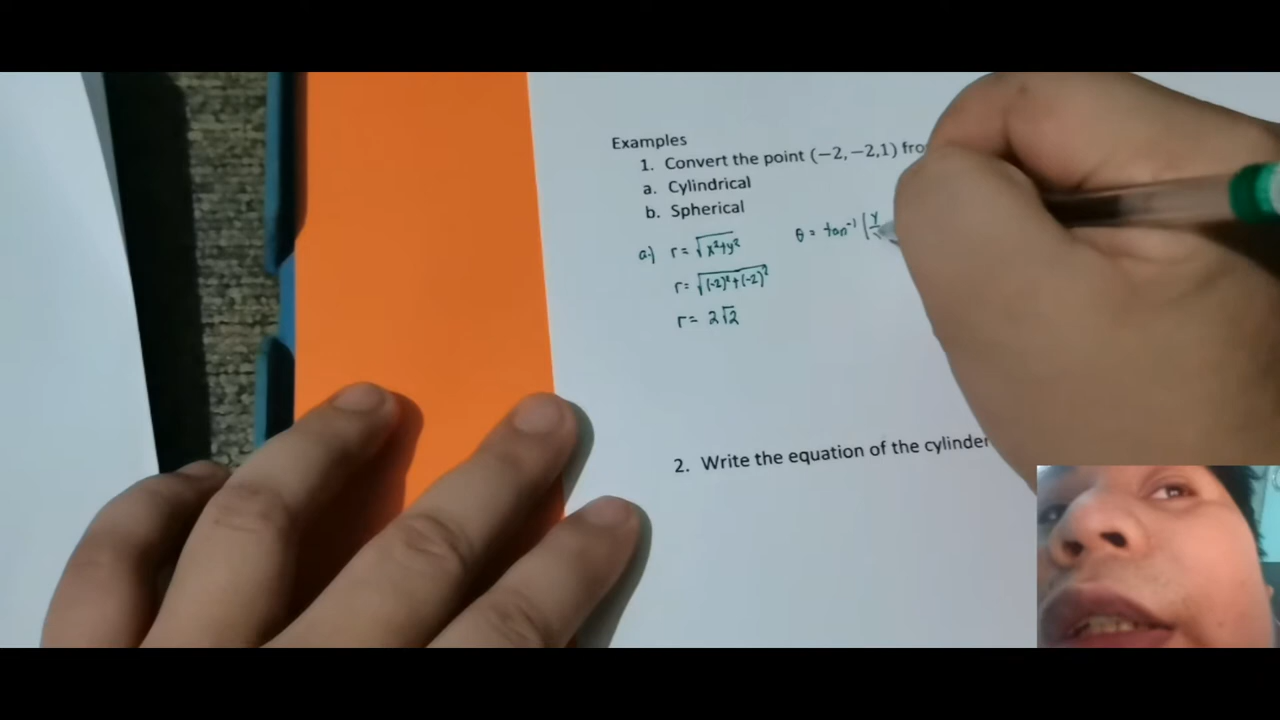 Examples
1. Convert the point (−2, −2,1)
a. Cylindrical
b. Spherical
a.) r = √x²+y²
r = √(-2)²+(-2)²
r = 2√2
θ = tan⁻¹ (y
2. Write the equation of the cylinder